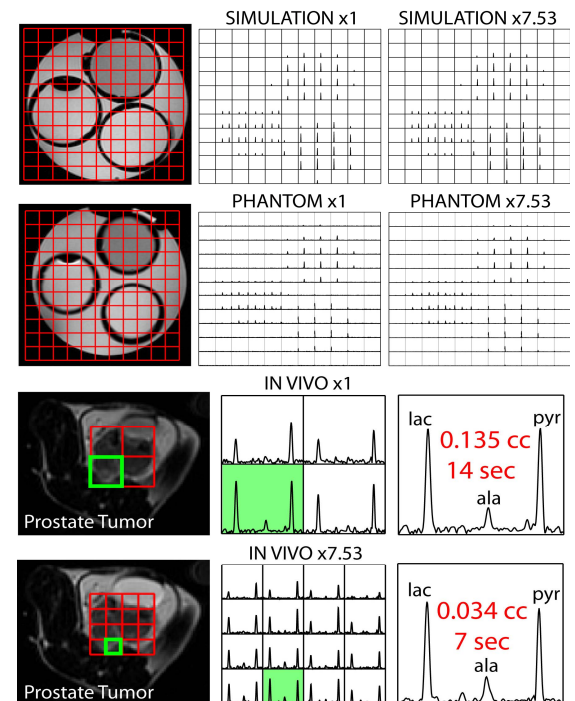 SIMULATION x1
SIMULATION x7.53
PHANTOM x1
PHANTOM x7.53
IN VIVO x1
Prostate Tumor
lac
pyr
0.135 cc
14 sec
ala
IN VIVO x7.53
Prostate Tumor
lac
pyr
0.034 cc
7 sec
ala